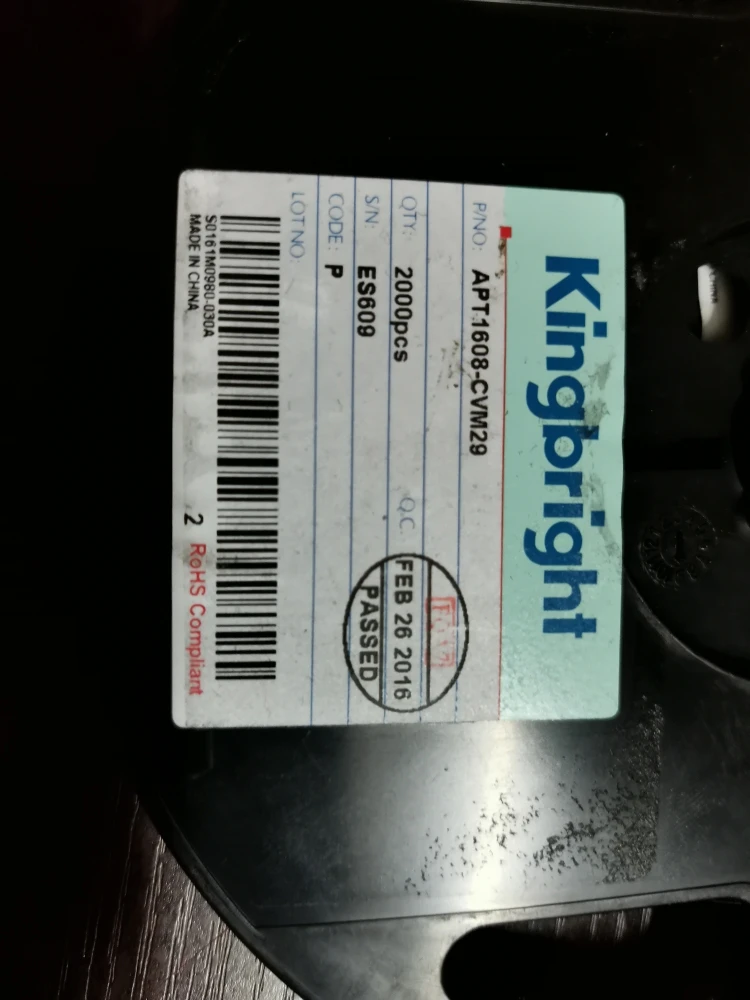 Kingbright
P/NO: APT1608-CVM29
QTY: 2000pcs
Q.C.
S/N: ES609
FEB 26 2016
PASSED
CODE: P
LOT NO:
S0161M0980-030A
MADE IN CHINA
2 RoHS Compliant